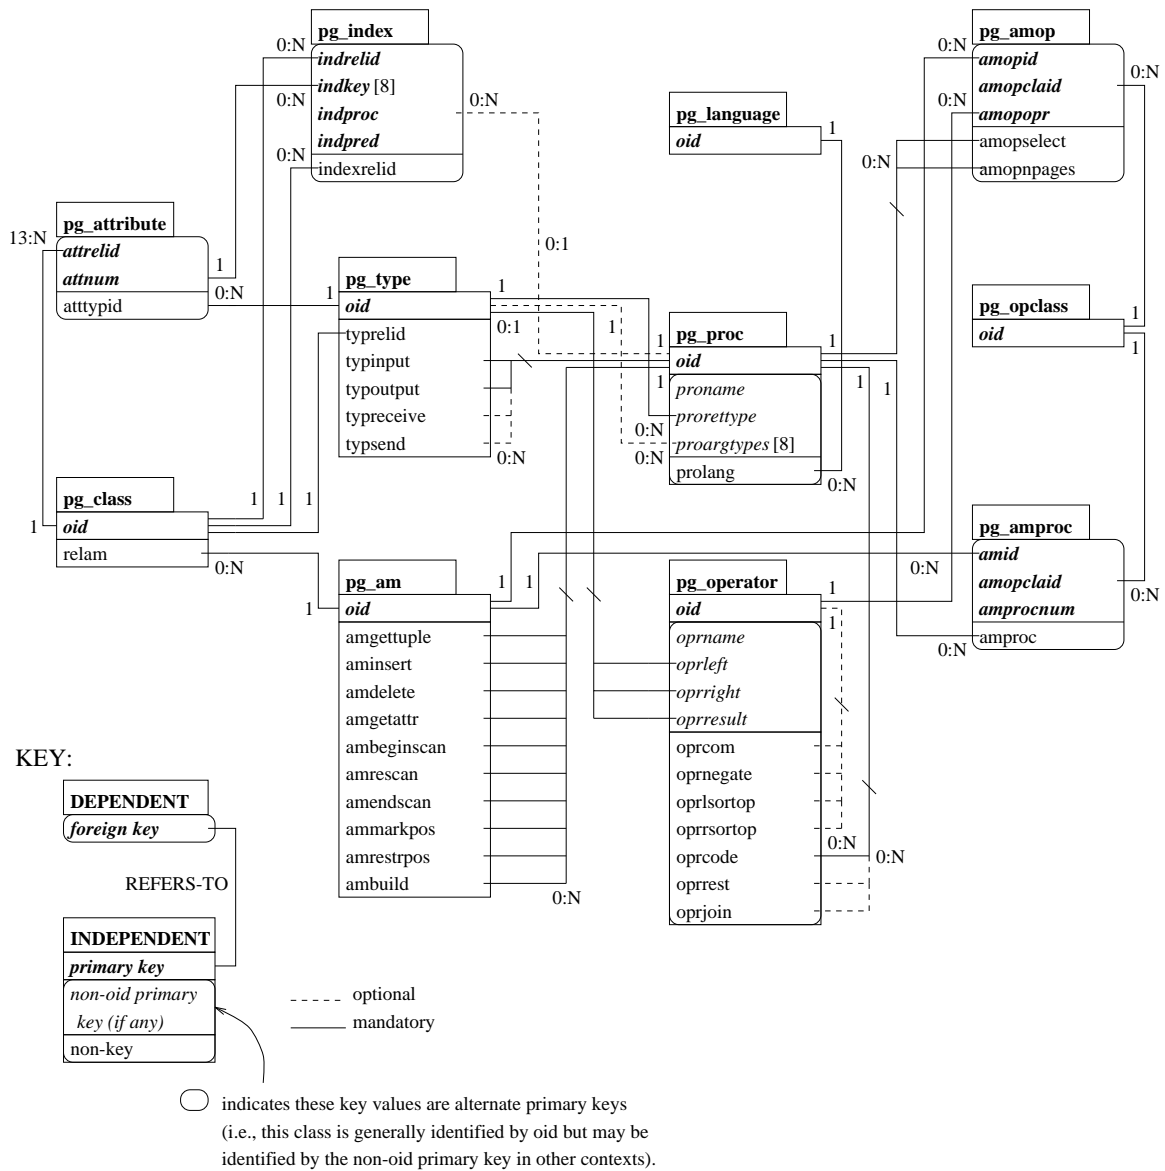 pg_index
0:N
indrelid
indkey [8]
0:N
indproc
indpred
0:N
indexrelid
0:N
pg_language
oid
1
pg_amop
0:N
amopid
amopclaid
0:N
amopopr
amopselect
0:N
amopnpages
0:N
pg_attribute
13:N
attrelid
attnum
1
0:N
atttypid
0:1
pg_type
1
oid
1
0:1
1
typrelid
typinput
typoutput
typreceive
typsend
0:N
pg_proc
1
oid
1
1
1
1
proname
prorettype
0:N
proargtypes [8]
0:N
prolang
0:N
pg_opclass
1
oid
1
pg_class
1
1
1
1
oid
relam
0:N
pg_amproc
amid
0:N
amopclaid
0:N
amprocnum
amproc
0:N
pg_am
1
1
1
oid
amgettuple
aminsert
amdelete
amgetattr
ambeginscan
amrescan
amendscan
ammarkpos
amrestrpos
ambuild
0:N
pg_operator
1
oid
1
oprname
oprleft
oprright
oprresult
oprcom
oprnegate
oprlsortop
oprrsortop
0:N
oprcode
0:N
oprrest
oprjoin
KEY:
DEPENDENT
foreign key
REFERS-TO
INDEPENDENT
primary key
non-oid primary
key (if any)
non-key
optional
mandatory
indicates these key values are alternate primary keys
(i.e., this class is generally identified by oid but may be
identified by the non-oid primary key in other contexts).